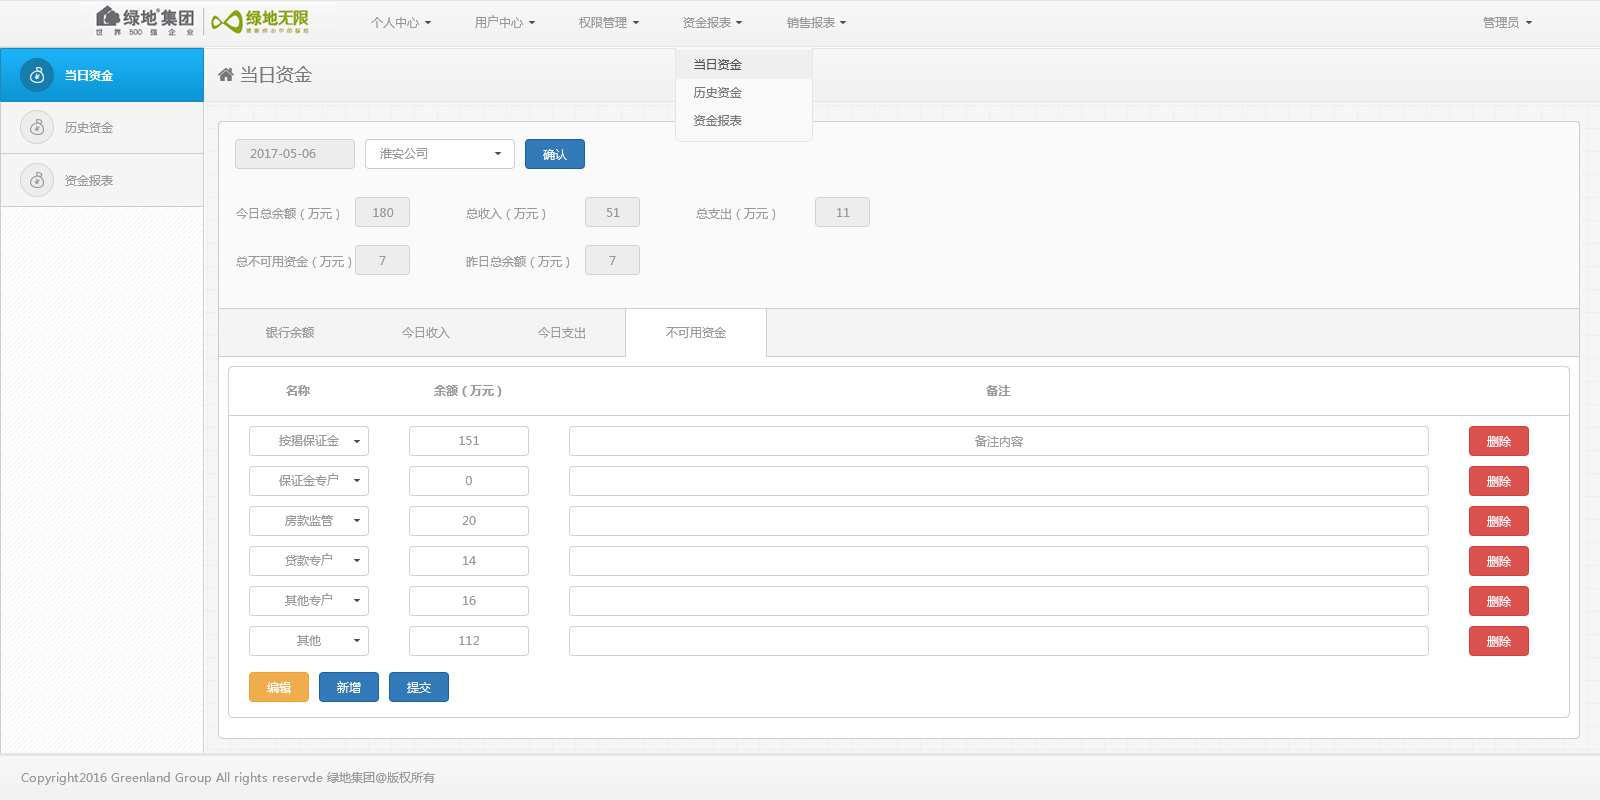 绿地®集团
世界500强企业
绿地无限
个人中心 用户中心 权限管理 资金报表 销售报表 管理员
当日资金
历史资金
资金报表
当日资金
历史资金
资金报表
当日资金
2017-05-06 淮安公司 确认
今日总余额（万元） 180 总收入（万元） 51 总支出（万元） 11
总不可用资金（万元） 7 昨日总余额（万元） 7
银行余额 今日收入 今日支出 不可用资金
名称 余额（万元） 备注
按揭保证金 151 备注内容 删除
保证金专户 0 删除
房款监管 20 删除
贷款专户 14 删除
其他专户 16 删除
其他 112 删除
编辑 新增 提交
Copyright2016 Greenland Group All rights reservde 绿地集团@版权所有